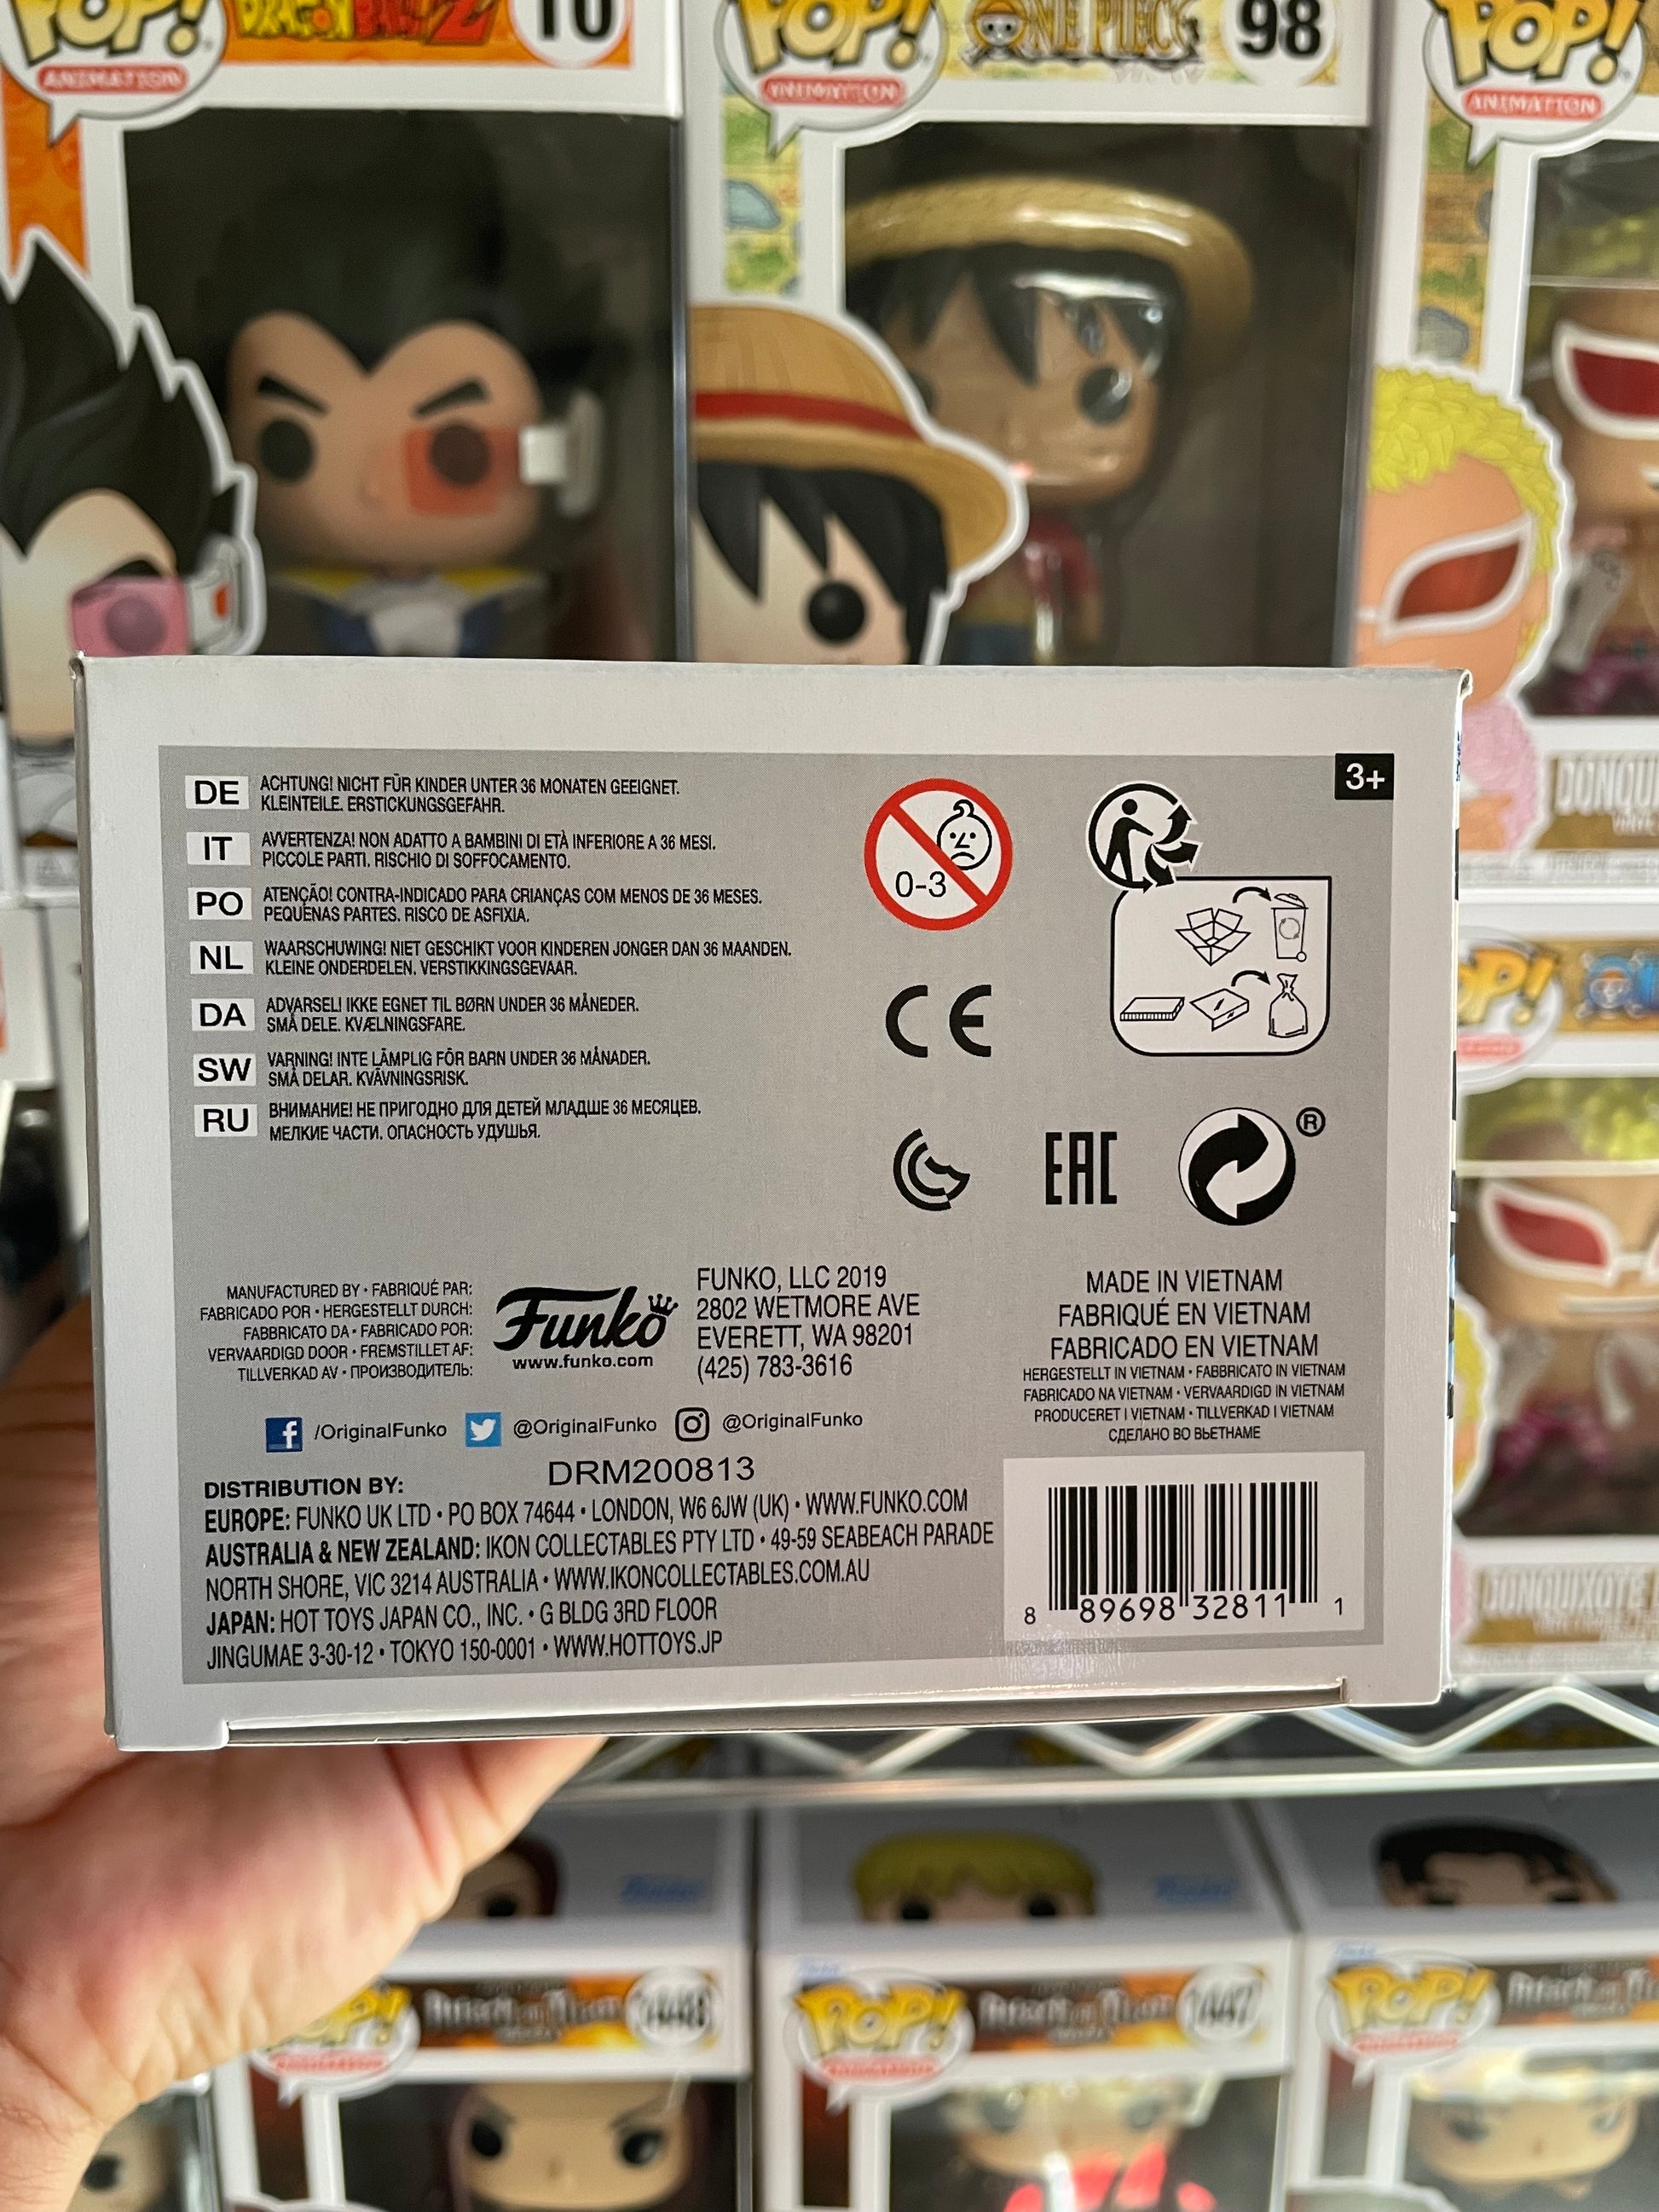 POP!
ANIMATION
DRAGON BALL Z
10
POP!
ANIMATION
ONE PIECE
98
POP!
ANIMATION
3+
DE ACHTUNG! NICHT FÜR KINDER UNTER 36 MONATEN GEEIGNET.
KLEINTEILE. ERSTICKUNGSGEFAHR.
IT AVVERTENZA! NON ADATTO A BAMBINI DI ETÀ INFERIORE A 36 MESI.
PICCOLE PARTI. RISCHIO DI SOFFOCAMENTO.
PO ATENÇÃO! CONTRA-INDICADO PARA CRIANÇAS COM MENOS DE 36 MESES.
PEQUENAS PARTES. RISCO DE ASFIXIA.
NL WAARSCHUWING! NIET GESCHIKT VOOR KINDEREN JONGER DAN 36 MAANDEN.
KLEINE ONDERDELEN. VERSTIKKINGSGEVAAR.
DA ADVARSEL! IKKE EGNET TIL BØRN UNDER 36 MÅNEDER.
SMÅ DELE. KVÆLNINGSFARE.
SW VARNING! INTE LÄMPLIG FÖR BARN UNDER 36 MÅNADER.
SMÅ DELAR. KVÄVNINGSRISK.
RU ВНИМАНИЕ! НЕ ПРИГОДНО ДЛЯ ДЕТЕЙ МЛАДШЕ 36 МЕСЯЦЕВ.
МЕЛКИЕ ЧАСТИ. ОПАСНОСТЬ УДУШЬЯ.
0-3
CE
EAC
®
MANUFACTURED BY • FABRIQUÉ PAR:
FABRICADO POR • HERGESTELLT DURCH:
FABBRICATO DA • FABRICADO POR:
VERVAARDIGD DOOR • FREMSTILLET AF:
TILLVERKAD AV • ПРОИЗВОДИТЕЛЬ:
Funko
www.funko.com
FUNKO, LLC 2019
2802 WETMORE AVE
EVERETT, WA 98201
(425) 783-3616
MADE IN VIETNAM
FABRIQUÉ EN VIETNAM
FABRICADO EN VIETNAM
HERGESTELLT IN VIETNAM • FABBRICATO IN VIETNAM
FABRICADO NA VIETNAM • VERVAARDIGD IN VIETNAM
PRODUCERET I VIETNAM • TILLVERKAD I VIETNAM
СДЕЛАНО ВО ВЬЕТНАМЕ
f /OriginalFunko @OriginalFunko @OriginalFunko
DRM200813
DISTRIBUTION BY:
EUROPE: FUNKO UK LTD • PO BOX 74644 • LONDON, W6 6JW (UK) • WWW.FUNKO.COM
AUSTRALIA & NEW ZEALAND: IKON COLLECTABLES PTY LTD • 49-59 SEABEACH PARADE
NORTH SHORE, VIC 3214 AUSTRALIA • WWW.IKONCOLLECTABLES.COM.AU
JAPAN: HOT TOYS JAPAN CO., INC. • G BLDG 3RD FLOOR
JINGUMAE 3-30-12 • TOKYO 150-0001 • WWW.HOTTOYS.JP
8 89698 32811 1
DONQUIXOTE
POP!
Attack on Titan
1447
POP!
Attack on Titan